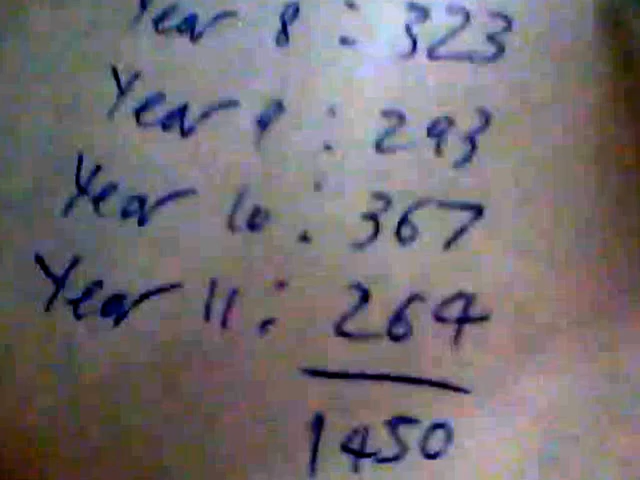 Year 8 : 323
Year 9 : 293
Year 10 : 367
Year 11 : 264
1450